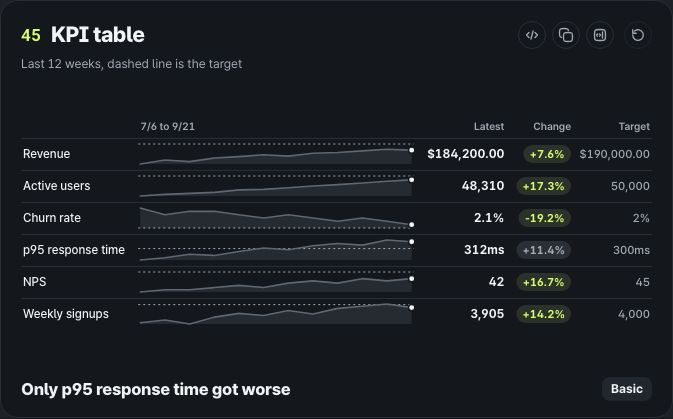 45 KPI table
Last 12 weeks, dashed line is the target
7/6 to 9/21 Latest Change Target
Revenue $184,200.00 +7.6% $190,000.00
Active users 48,310 +17.3% 50,000
Churn rate 2.1% -19.2% 2%
p95 response time 312ms +11.4% 300ms
NPS 42 +16.7% 45
Weekly signups 3,905 +14.2% 4,000
Only p95 response time got worse Basic